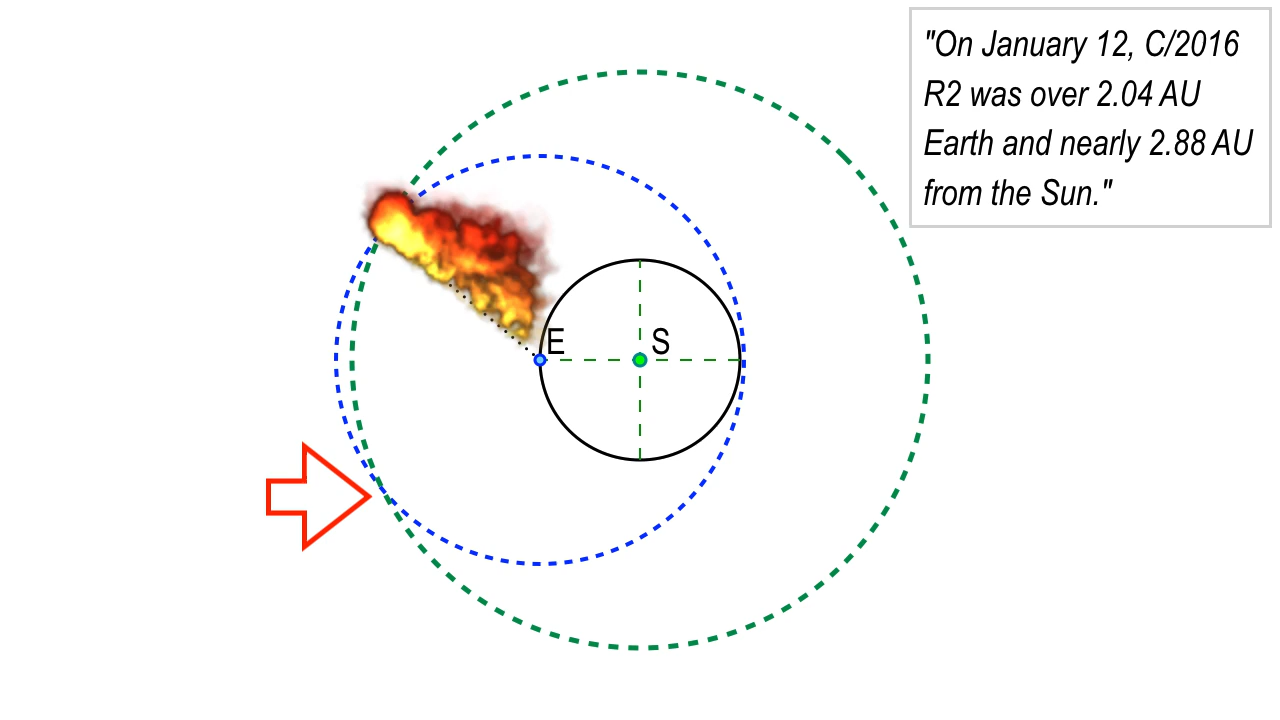 "On January 12, C/2016
R2 was over 2.04 AU
Earth and nearly 2.88 AU
from the Sun."
E
S